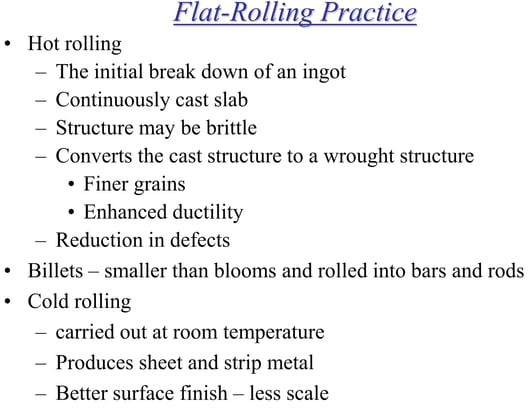 Flat-Rolling Practice
• Hot rolling
– The initial break down of an ingot
– Continuously cast slab
– Structure may be brittle
– Converts the cast structure to a wrought structure
• Finer grains
• Enhanced ductility
– Reduction in defects
• Billets – smaller than blooms and rolled into bars and rods
• Cold rolling
– carried out at room temperature
– Produces sheet and strip metal
– Better surface finish – less scale